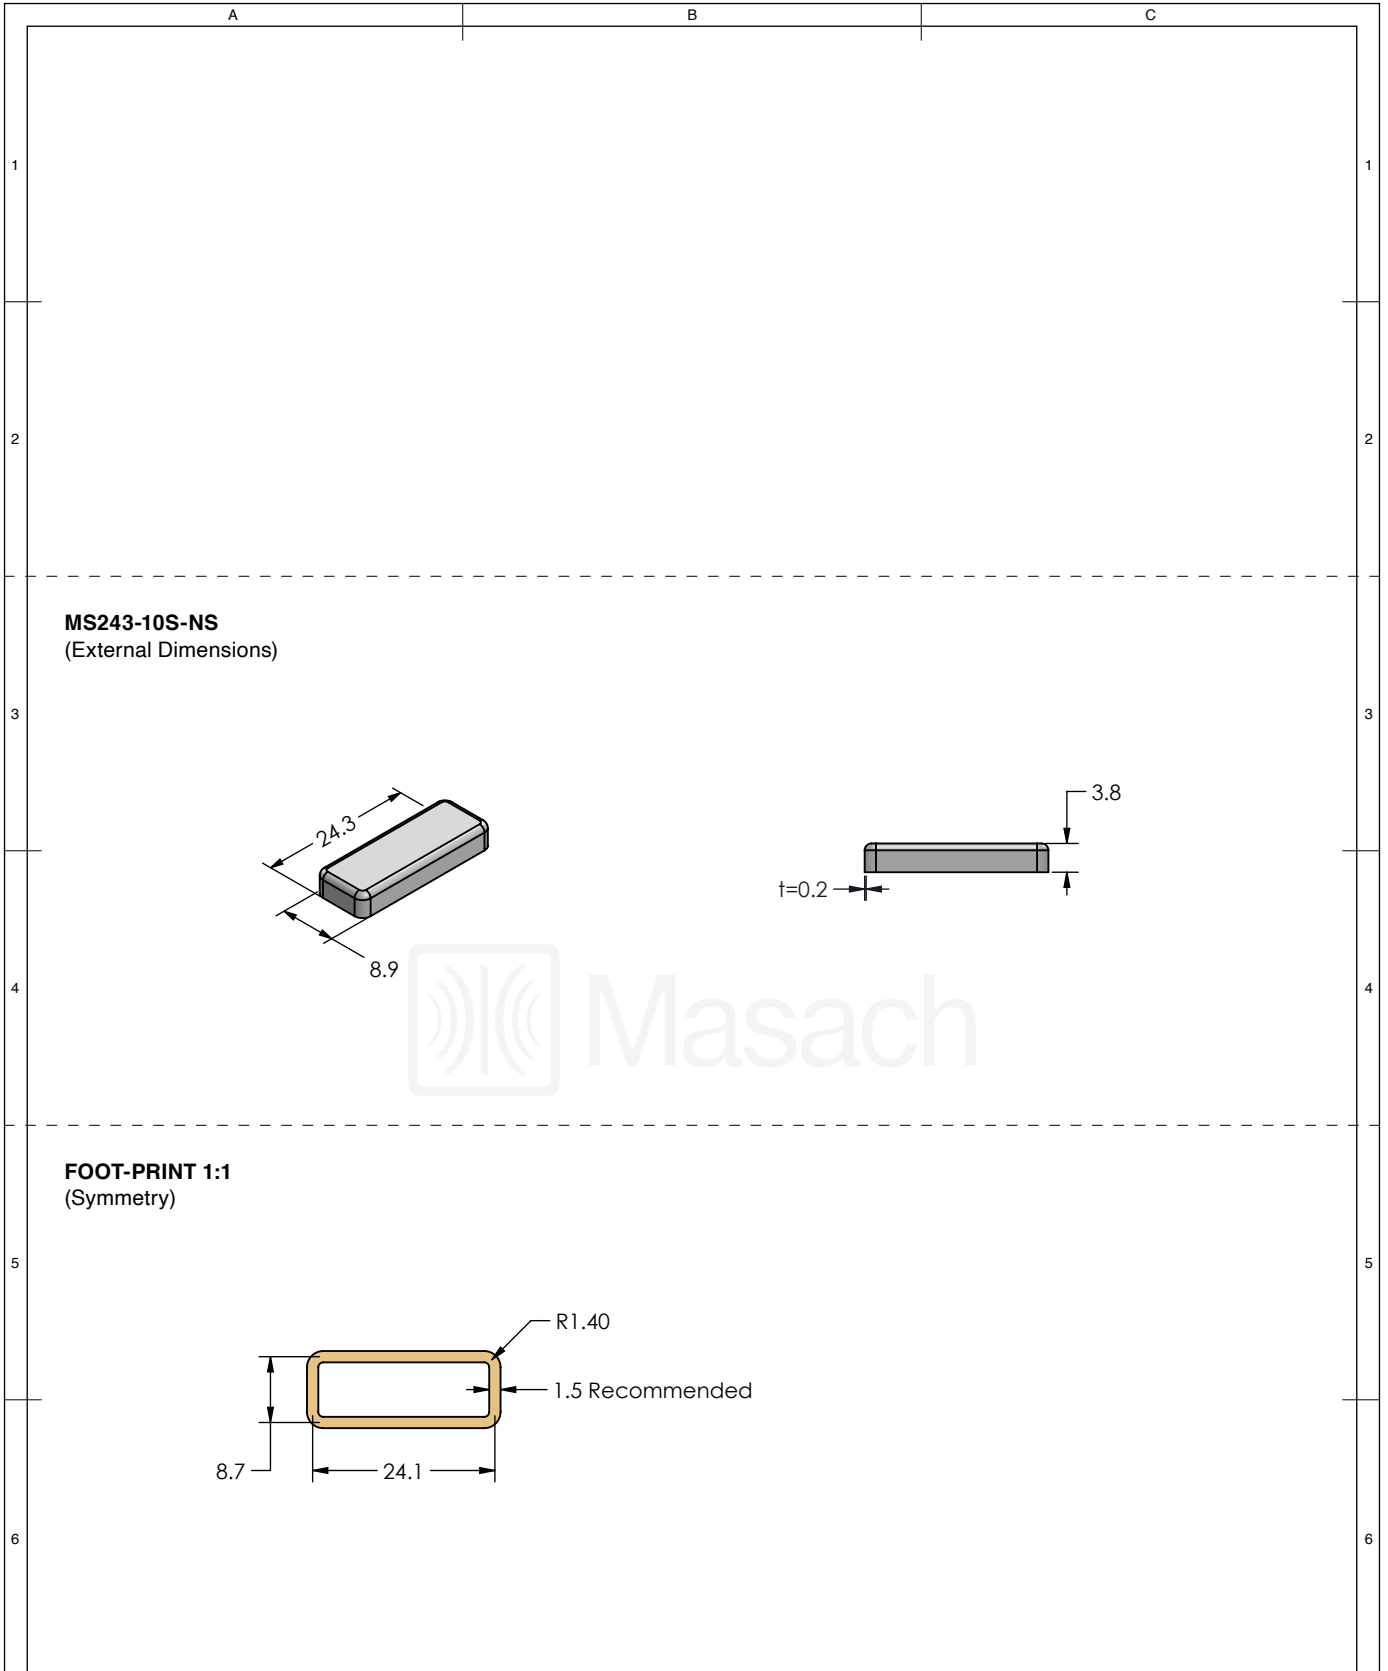 A
B
C
1
1
2
2
MS243-10S-NS
(External Dimensions)
3
3
24.3
3.8
t=0.2
8.9
Masach
4
4
FOOT-PRINT 1:1
(Symmetry)
5
5
R1.40
1.5 Recommended
8.7
24.1
6
6